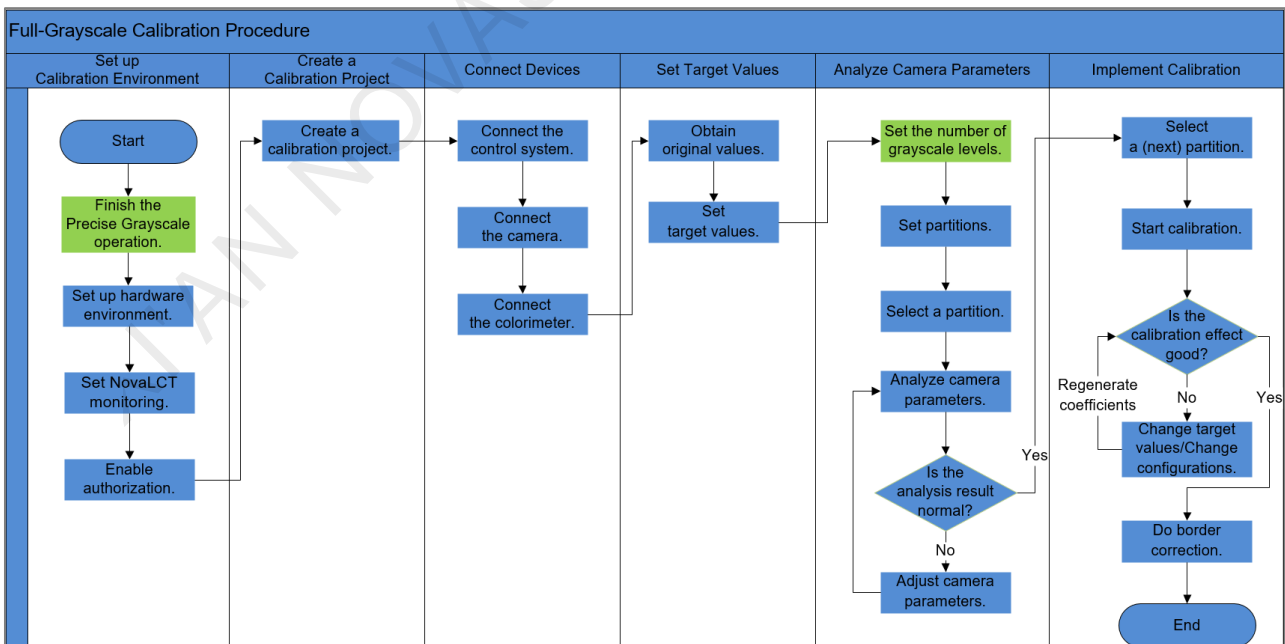 Full-Grayscale Calibration Procedure
Set up
Calibration Environment
Create a
Calibration Project
Connect Devices
Set Target Values
Analyze Camera Parameters
Implement Calibration
Start
Finish the
Precise Grayscale
operation.
Set up hardware
environment.
Set NovaLCT
monitoring.
Enable
authorization.
Create a
calibration project.
Connect the
control system.
Connect
the camera.
Connect
the colorimeter.
Obtain
original values.
Set
target values.
Set the number of
grayscale levels.
Set partitions.
Select a partition.
Analyze camera
parameters.
Is the
analysis result
normal?
Yes
No
Adjust camera
parameters.
Select
a (next) partition.
Start calibration.
Is the
calibration effect
good?
Regenerate
coefficients
No
Yes
Change target
values/Change
configurations.
Do border
correction.
End